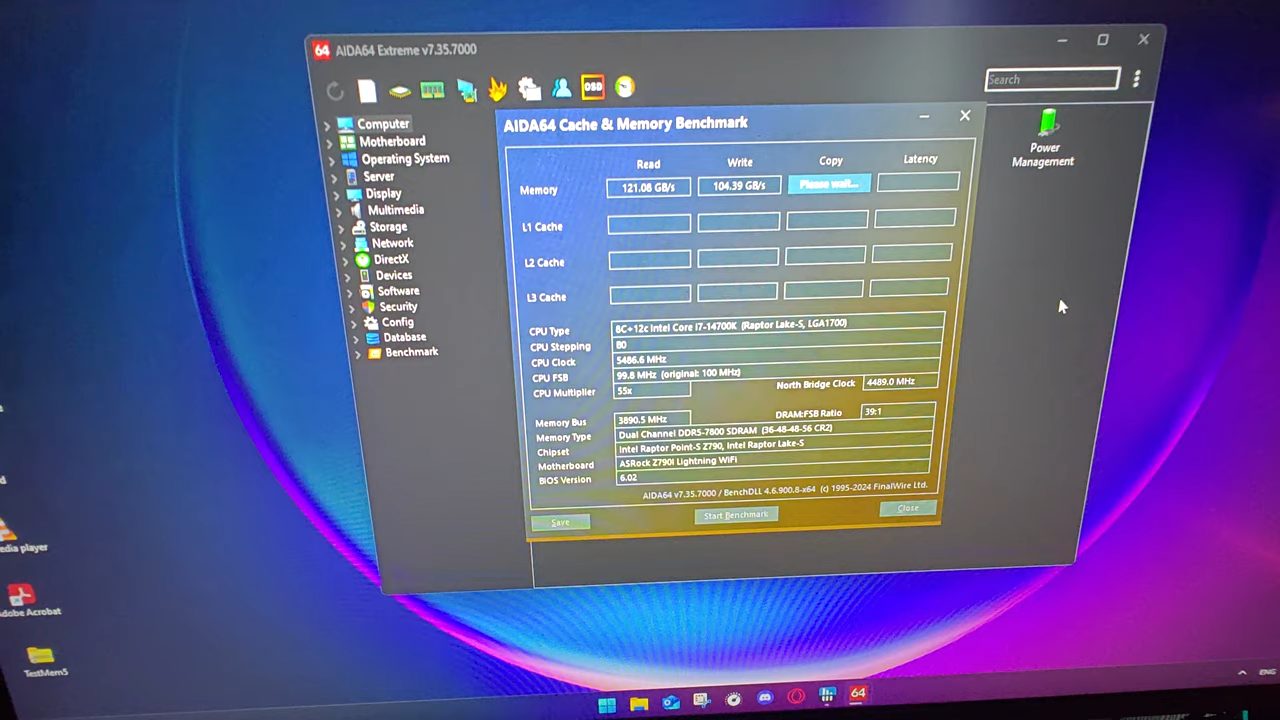 64 AIDA64 Extreme v7.35.7000
OSD
Search
Computer
Motherboard
Operating System
Server
Display
Multimedia
Storage
Network
DirectX
Devices
Software
Security
Config
Database
Benchmark
Power
Management
AIDA64 Cache & Memory Benchmark
Read Write Copy Latency
Memory 121.08 GB/s 104.39 GB/s Please wait...
L1 Cache
L2 Cache
L3 Cache
CPU Type 8C+12c Intel Core i7-14700K (Raptor Lake-S, LGA1700)
CPU Stepping B0
CPU Clock 5486.6 MHz
CPU FSB 99.8 MHz (original: 100 MHz)
CPU Multiplier 55x North Bridge Clock 4489.0 MHz
Memory Bus 3890.5 MHz DRAM:FSB Ratio 39:1
Memory Type Dual Channel DDR5-7800 SDRAM (36-48-48-56 CR2)
Chipset Intel Raptor Point-S Z790, Intel Raptor Lake-S
Motherboard ASRock Z790I Lightning WiFi
BIOS Version 6.02
AIDA64 v7.35.7000 / BenchDLL 4.6.900.8-x64 (c) 1995-2024 FinalWire Ltd.
Save Start Benchmark Close
edia player
dobe Acrobat
TestMem5
64
ENG